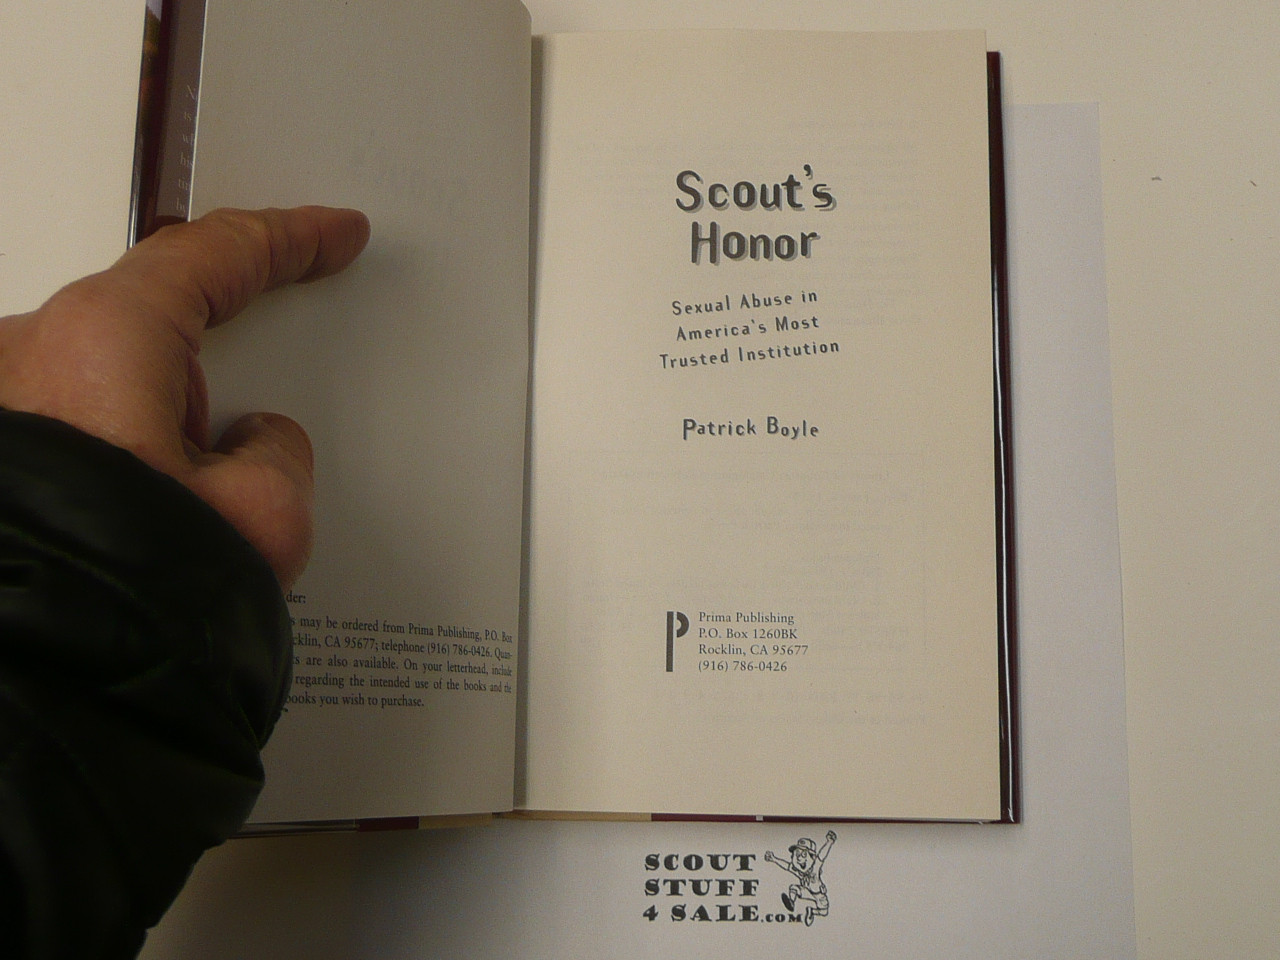 der:
may be ordered from Prima Publishing, P.O. Box
cklin, CA 95677; telephone (916) 786-0426. Quan-
are also available. On your letterhead, include
regarding the intended use of the books and the
books you wish to purchase.
Scout's
Honor
Sexual Abuse in
America's Most
Trusted Institution
Patrick Boyle
P
Prima Publishing
P.O. Box 1260BK
Rocklin, CA 95677
(916) 786-0426
SCOUT
STUFF
4 SALE.COM